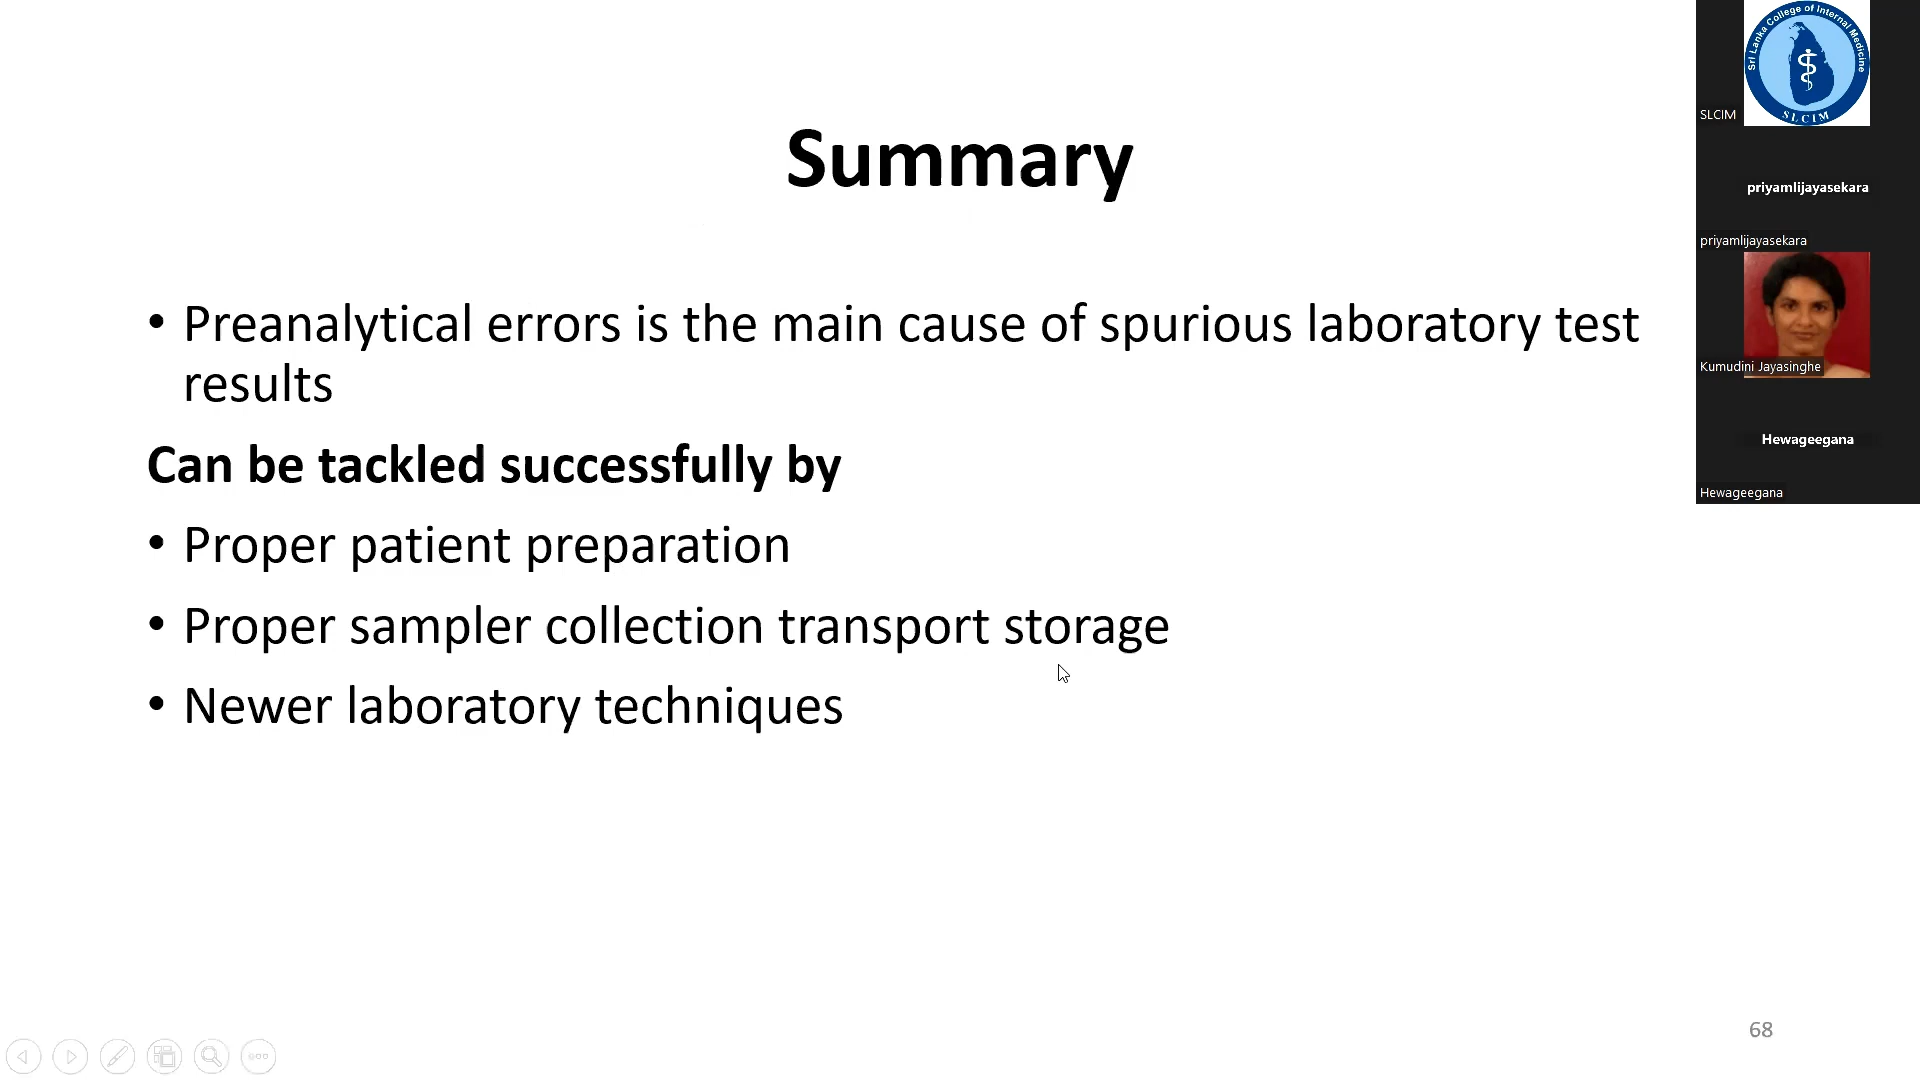 Summary
• Preanalytical errors is the main cause of spurious laboratory test
results
Can be tackled successfully by
• Proper patient preparation
• Proper sampler collection transport storage
• Newer laboratory techniques
68
Sri Lanka College of Internal Medicine
SLCIM
SLCIM
priyamlijayasekara
priyamlijayasekara
Kumudini Jayasinghe
Hewageegana
Hewageegana